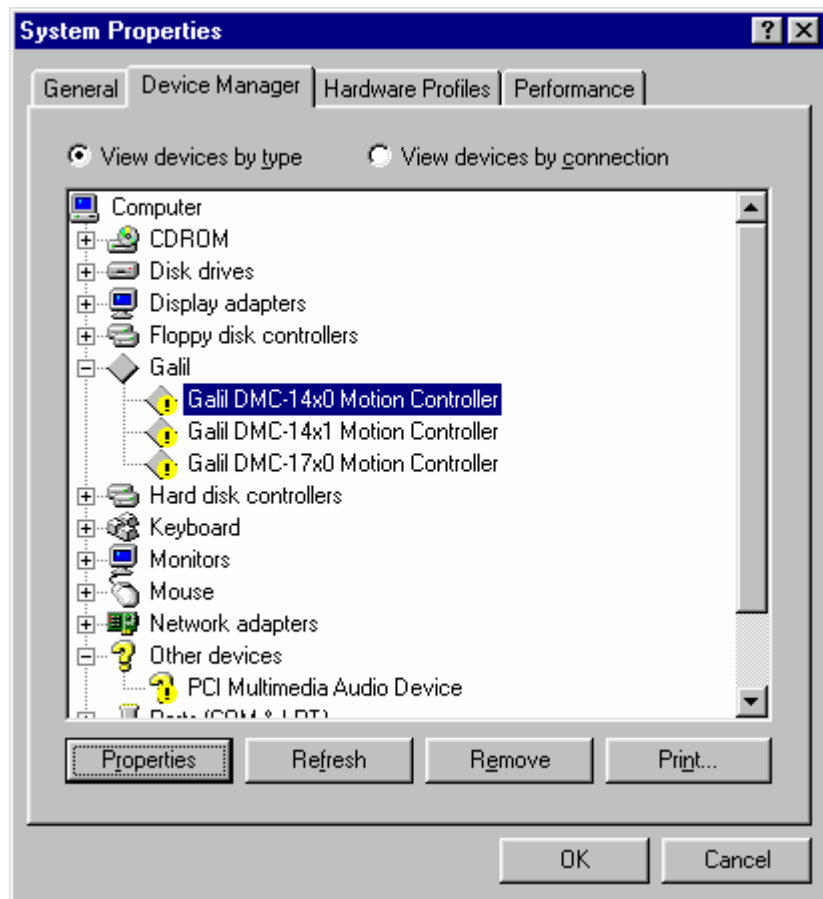 System Properties
General Device Manager Hardware Profiles Performance
View devices by type View devices by connection
Computer
CDROM
Disk drives
Display adapters
Floppy disk controllers
Galil
Galil DMC-14x0 Motion Controller
Galil DMC-14x1 Motion Controller
Galil DMC-17x0 Motion Controller
Hard disk controllers
Keyboard
Monitors
Mouse
Network adapters
Other devices
PCI Multimedia Audio Device
Ports (COM & LPT)
Properties Refresh Remove Print...
OK Cancel